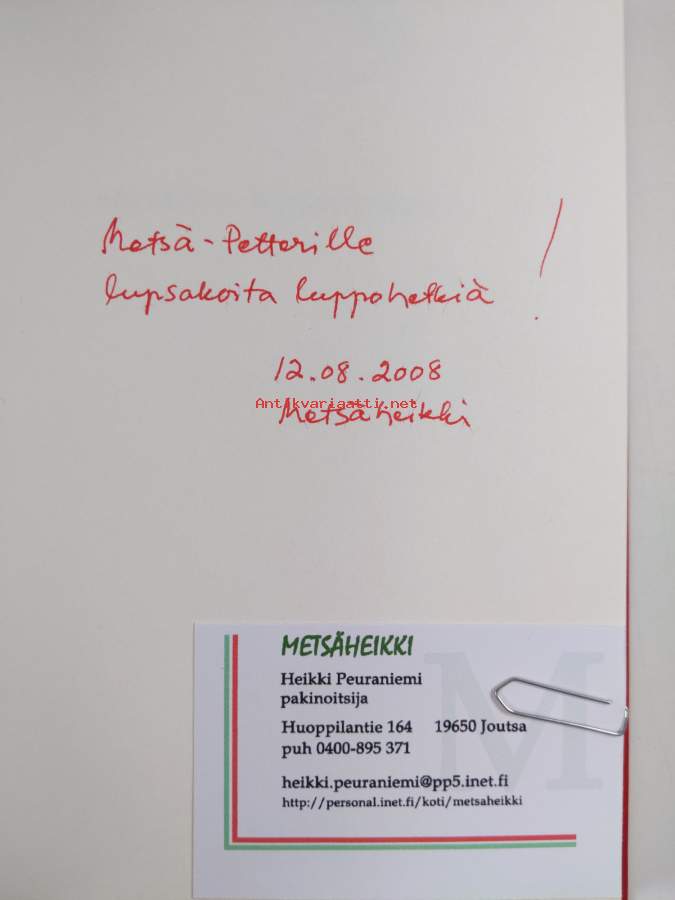 Metsä-Petterille
lupsakoita luppohetkiä !
12.08.2008
Antikvariaatti.net
Metsäheikki
METSÄHEIKKI
Heikki Peuraniemi
pakinoitsija
Huoppilantie 164 19650 Joutsa
puh 0400-895 371
heikki.peuraniemi@pp5.inet.fi
http://personal.inet.fi/koti/metsaheikki
M